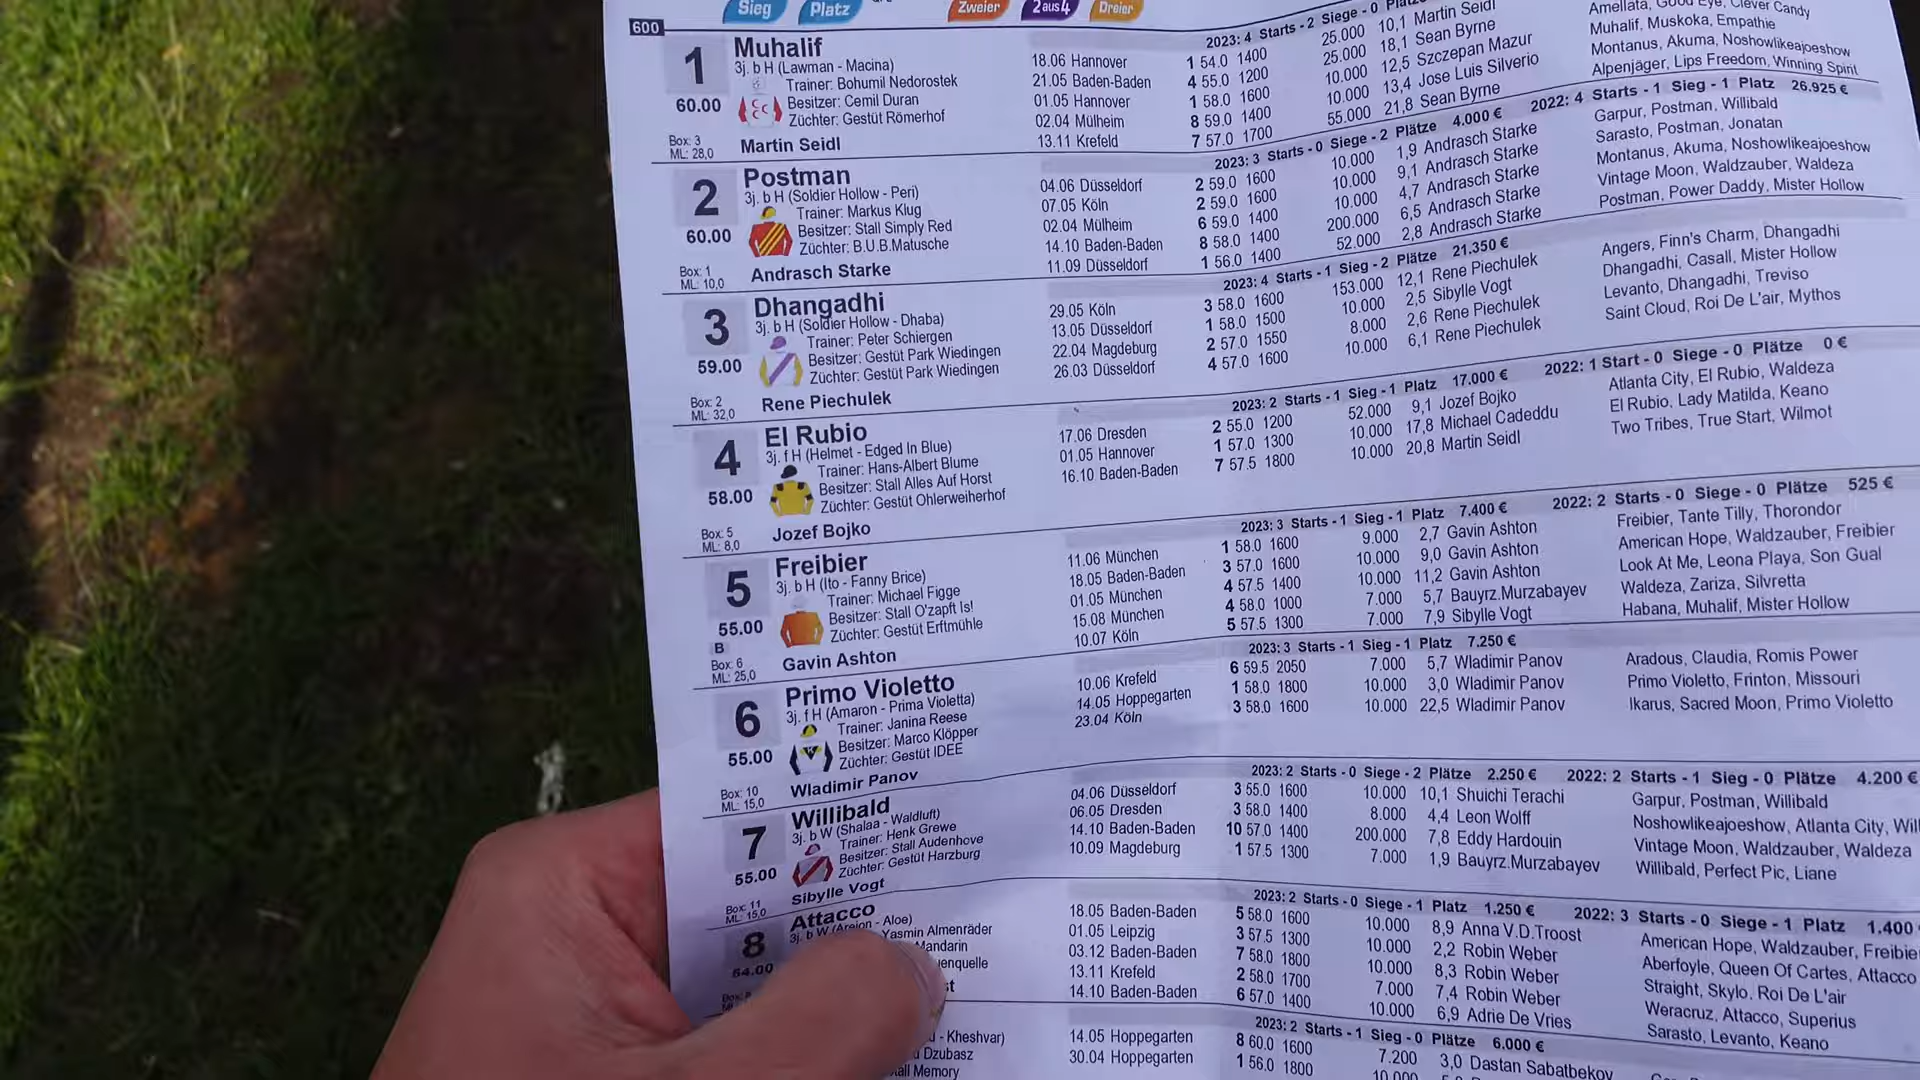 Sieg Platz Zweier 2aus4 Dreier
600
1 Muhalif
3j. b H (Lawman - Macina)
Trainer: Bohumil Nedorostek
Besitzer: Cemil Duran
Züchter: Gestüt Römerhof
60.00
Box: 3
ML: 28,0
Martin Seidl
2023: 4 Starts - 2 Siege - 0
18.06 Hannover 1 54.0 1400 25.000 10,1 Martin Seidl Amellata, Good Eye, Clever Candy
21.05 Baden-Baden 4 55.0 1200 25.000 18,1 Sean Byrne Muhalif, Muskoka, Empathie
01.05 Hannover 1 58.0 1600 10.000 12,5 Szczepan Mazur Montanus, Akuma, Noshowlikeajoeshow
02.04 Mülheim 8 59.0 1400 10.000 13,4 Jose Luis Silverio Alpenjäger, Lips Freedom, Winning Spirit
13.11 Krefeld 7 57.0 1700 55.000 21,8 Sean Byrne
2 Postman
3j. b H (Soldier Hollow - Peri)
Trainer: Markus Klug
Besitzer: Stall Simply Red
Züchter: B.U.B.Matusche
60.00
Box: 1
ML: 10,0
Andrasch Starke
2023: 3 Starts - 0 Siege - 2 Plätze 4.000 € 2022: 4 Starts - 1 Sieg - 1 Platz 26.925 €
04.06 Düsseldorf 2 59.0 1600 10.000 1,9 Andrasch Starke Garpur, Postman, Willibald
07.05 Köln 2 59.0 1600 10.000 9,1 Andrasch Starke Sarasto, Postman, Jonatan
02.04 Mülheim 6 59.0 1400 10.000 4,7 Andrasch Starke Montanus, Akuma, Noshowlikeajoeshow
14.10 Baden-Baden 8 58.0 1400 200.000 6,5 Andrasch Starke Vintage Moon, Waldzauber, Waldeza
11.09 Düsseldorf 1 56.0 1400 52.000 2,8 Andrasch Starke Postman, Power Daddy, Mister Hollow
3 Dhangadhi
3j. b H (Soldier Hollow - Dhaba)
Trainer: Peter Schiergen
Besitzer: Gestüt Park Wiedingen
Züchter: Gestüt Park Wiedingen
59.00
Box: 2
ML: 32,0
Rene Piechulek
2023: 4 Starts - 1 Sieg - 2 Plätze 21.350 €
29.05 Köln 3 58.0 1600 153.000 12,1 Rene Piechulek Angers, Finn's Charm, Dhangadhi
13.05 Düsseldorf 1 58.0 1500 10.000 2,5 Sibylle Vogt Dhangadhi, Casall, Mister Hollow
22.04 Magdeburg 2 57.0 1550 8.000 2,6 Rene Piechulek Levanto, Dhangadhi, Treviso
26.03 Düsseldorf 4 57.0 1600 10.000 6,1 Rene Piechulek Saint Cloud, Roi De L'air, Mythos
4 El Rubio
3j. f H (Helmet - Edged In Blue)
Trainer: Hans-Albert Blume
Besitzer: Stall Alles Auf Horst
Züchter: Gestüt Ohlerweiherhof
58.00
Box: 5
ML: 8,0
Jozef Bojko
2023: 2 Starts - 1 Sieg - 1 Platz 17.000 € 2022: 1 Start - 0 Siege - 0 Plätze 0 €
17.06 Dresden 2 55.0 1200 52.000 9,1 Jozef Bojko Atlanta City, El Rubio, Waldeza
01.05 Hannover 1 57.0 1300 10.000 17,8 Michael Cadeddu El Rubio, Lady Matilda, Keano
16.10 Baden-Baden 7 57.5 1800 10.000 20,8 Martin Seidl Two Tribes, True Start, Wilmot
5 Freibier
3j. b H (Ito - Fanny Brice)
Trainer: Michael Figge
Besitzer: Stall O'zapft Is!
Züchter: Gestüt Erftmühle
55.00
B
Box: 6
ML: 25,0
Gavin Ashton
2023: 3 Starts - 1 Sieg - 1 Platz 7.400 € 2022: 2 Starts - 0 Siege - 0 Plätze 525 €
11.06 München 1 58.0 1600 9.000 2,7 Gavin Ashton Freibier, Tante Tilly, Thorondor
18.05 Baden-Baden 3 57.0 1600 10.000 9,0 Gavin Ashton American Hope, Waldzauber, Freibier
01.05 München 4 57.5 1400 10.000 11,2 Gavin Ashton Look At Me, Leona Playa, Son Gual
15.08 München 4 58.0 1000 7.000 5,7 Bauyrz.Murzabayev Waldeza, Zariza, Silvretta
10.07 Köln 5 57.5 1300 7.000 7,9 Sibylle Vogt Habana, Muhalif, Mister Hollow
6 Primo Violetto
3j. f H (Amaron - Prima Violetta)
Trainer: Janina Reese
Besitzer: Marco Klöpper
Züchter: Gestüt IDEE
55.00
Box: 10
ML: 15,0
Wladimir Panov
2023: 3 Starts - 1 Sieg - 1 Platz 7.250 €
10.06 Krefeld 6 59.5 2050 7.000 5,7 Wladimir Panov Aradous, Claudia, Romis Power
14.05 Hoppegarten 1 58.0 1800 10.000 3,0 Wladimir Panov Primo Violetto, Frinton, Missouri
23.04 Köln 3 58.0 1600 10.000 22,5 Wladimir Panov Ikarus, Sacred Moon, Primo Violetto
7 Willibald
3j. b W (Shalaa - Waldluft)
Trainer: Henk Grewe
Besitzer: Stall Audenhove
Züchter: Gestüt Harzburg
55.00
Box: 11
ML: 15,0
Sibylle Vogt
2023: 2 Starts - 0 Siege - 2 Plätze 2.250 € 2022: 2 Starts - 1 Sieg - 0 Plätze 4.200 €
04.06 Düsseldorf 3 55.0 1600 10.000 10,1 Shuichi Terachi Garpur, Postman, Willibald
06.05 Dresden 3 58.0 1400 8.000 4,4 Leon Wolff Noshowlikeajoeshow, Atlanta City,
14.10 Baden-Baden 10 57.0 1400 200.000 7,8 Eddy Hardouin Vintage Moon, Waldzauber, Waldeza
10.09 Magdeburg 1 57.5 1300 7.000 1,9 Bauyrz.Murzabayev Willibald, Perfect Pic, Liane
8 Attacco
3j. b W (Areion - Aloe)
Yasmin Almenräder
Mandarin
54.00
2023: 2 Starts - 0 Siege - 1 Platz 1.250 € 2022: 3 Starts - 0 Siege - 1 Platz 1.400
18.05 Baden-Baden 5 58.0 1600 10.000 8,9 Anna V.D.Troost American Hope, Waldzauber, Freibier
01.05 Leipzig 3 57.5 1300 10.000 2,2 Robin Weber Aberfoyle, Queen Of Cartes, Attacco
03.12 Baden-Baden 7 58.0 1800 10.000 8,3 Robin Weber Straight, Skylo, Roi De L'air
13.11 Krefeld 2 58.0 1700 7.000 7,4 Robin Weber Weracruz, Attacco, Superius
14.10 Baden-Baden 6 57.0 1400 10.000 6,9 Adrie De Vries Sarasto, Levanto, Keano
2023: 2 Starts - 1 Sieg - 0 Plätze 6.000 €
- Kheshvar)
Dzubasz
Memory
14.05 Hoppegarten 8 60.0 1600 7.200 3,0 Dastan Sabatbekov
30.04 Hoppegarten 1 56.0 1800 10.000